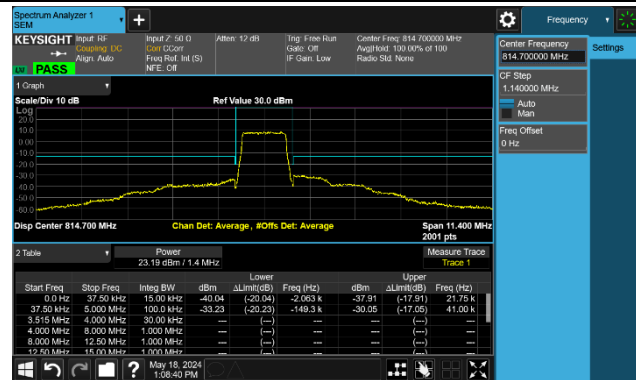 Spectrum Analyzer 1
SEM
+
Frequency
KEYSIGHT Input: RF
Coupling: DC
Align: Auto
Input Z: 50 Ω
Corr CCorr
Freq Ref: Int (S)
NFE: Off
Atten: 12 dB
Trig: Free Run
Gate: Off
IF Gain: Low
Center Freq: 814.700000 MHz
Avg|Hold: 100.00% of 100
Radio Std: None
PASS
Center Frequency
814.700000 MHz
Settings
CF Step
1.140000 MHz
Auto
Man
Freq Offset
0 Hz
1 Graph
Scale/Div 10 dB
Ref Value 30.0 dBm
Log
20.0
10.0
0.00
-10.0
-20.0
-30.0
-40.0
-50.0
-60.0
Disp Center 814.700 MHz
Chan Det: Average, #Offs Det: Average
Span 11.400 MHz
2001 pts
2 Table
Power
23.19 dBm / 1.4 MHz
Measure Trace
Trace 1
Lower Upper
Start Freq Stop Freq Integ BW dBm ΔLimit(dB) Freq (Hz) dBm ΔLimit(dB) Freq (Hz)
0.0 Hz 37.50 kHz 15.00 kHz -40.04 (-20.04) -2.063 k -37.91 (-17.91) 21.75 k
37.50 kHz 5.000 MHz 100.0 kHz -33.23 (-20.23) -149.3 k -30.05 (-17.05) 41.00 k
3.515 MHz 4.000 MHz 30.00 kHz --- (---) --- --- (---) ---
4.000 MHz 8.000 MHz 1.000 MHz --- (---) --- --- (---) ---
8.000 MHz 12.50 MHz 1.000 MHz --- (---) --- --- (---) ---
12.50 MHz 15.00 MHz 1.000 MHz --- (---) --- --- (---) ---
?
May 18, 2024
1:08:40 PM